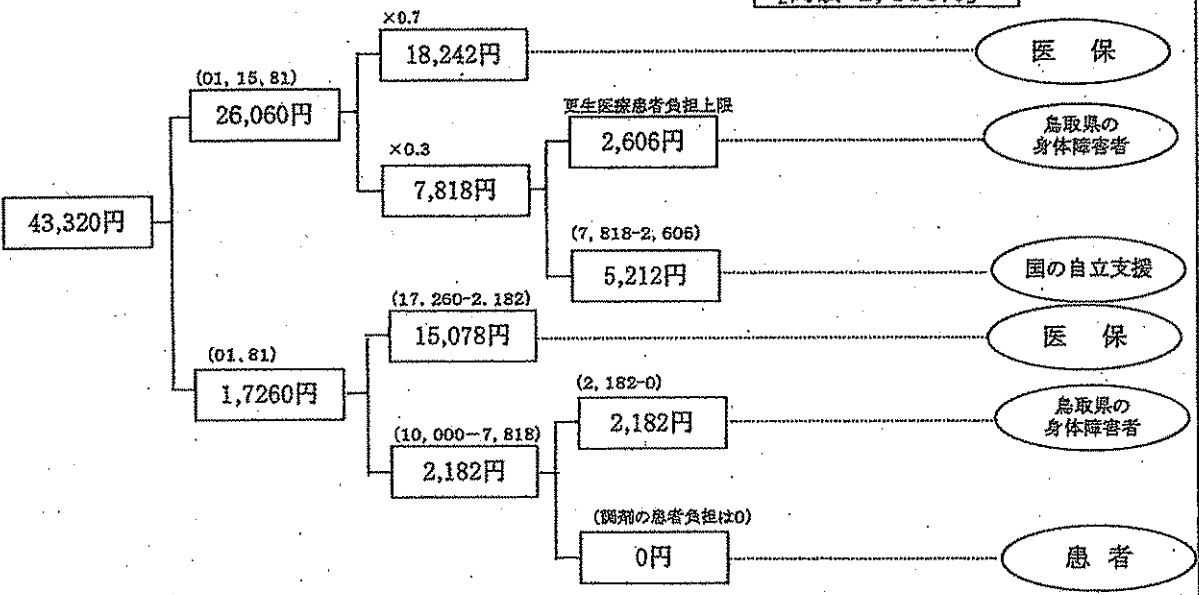 ×0.7
18,242円
医 保
(01, 15, 81)
26,060円
更生医療患者負担上限
2,606円
鳥取県の
身体障害者
×0.3
7,818円
43,320円
(7, 818-2, 606)
5,212円
国の自立支援
(17, 260-2, 182)
15,078円
医 保
(01, 81)
1,7260円
(2, 182-0)
2,182円
鳥取県の
身体障害者
(10, 000-7, 818)
2,182円
(調剤の患者負担は0)
0円
患 者